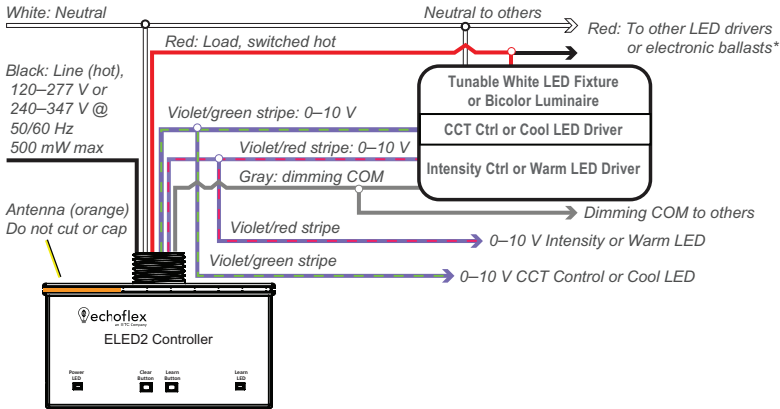 White: Neutral
Neutral to others
Red: To other LED drivers
or electronic ballasts*
Red: Load, switched hot
Black: Line (hot),
120–277 V or
240–347 V @
50/60 Hz
500 mW max
Tunable White LED Fixture
or Bicolor Luminaire
Violet/green stripe: 0–10 V
CCT Ctrl or Cool LED Driver
Violet/red stripe: 0–10 V
Intensity Ctrl or Warm LED Driver
Gray: dimming COM
Antenna (orange)
Do not cut or cap
Dimming COM to others
Violet/red stripe
0–10 V Intensity or Warm LED
Violet/green stripe
0–10 V CCT Control or Cool LED
echoflex
an ETC Company
ELED2 Controller
Power
LED
Clear
Button
Learn
Button
Learn
LED